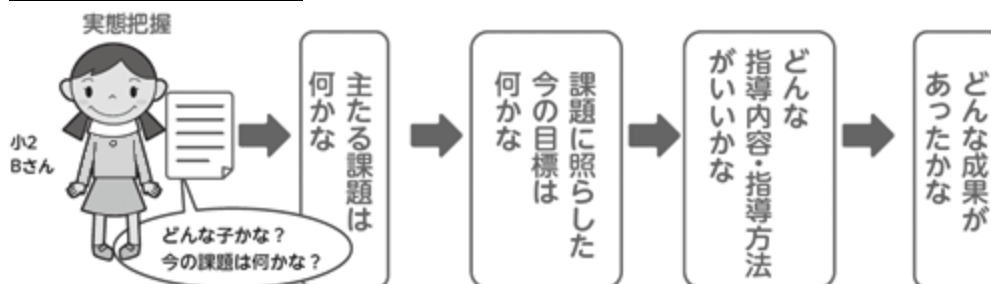 実態把握
小2
Bさん
どんな子かな？
今の課題は何かな？
主たる課題は
何かな
課題に照らした
今の目標は
何かな
どんな
指導内容・指導方法
がいいかな
どんな成果が
あったかな